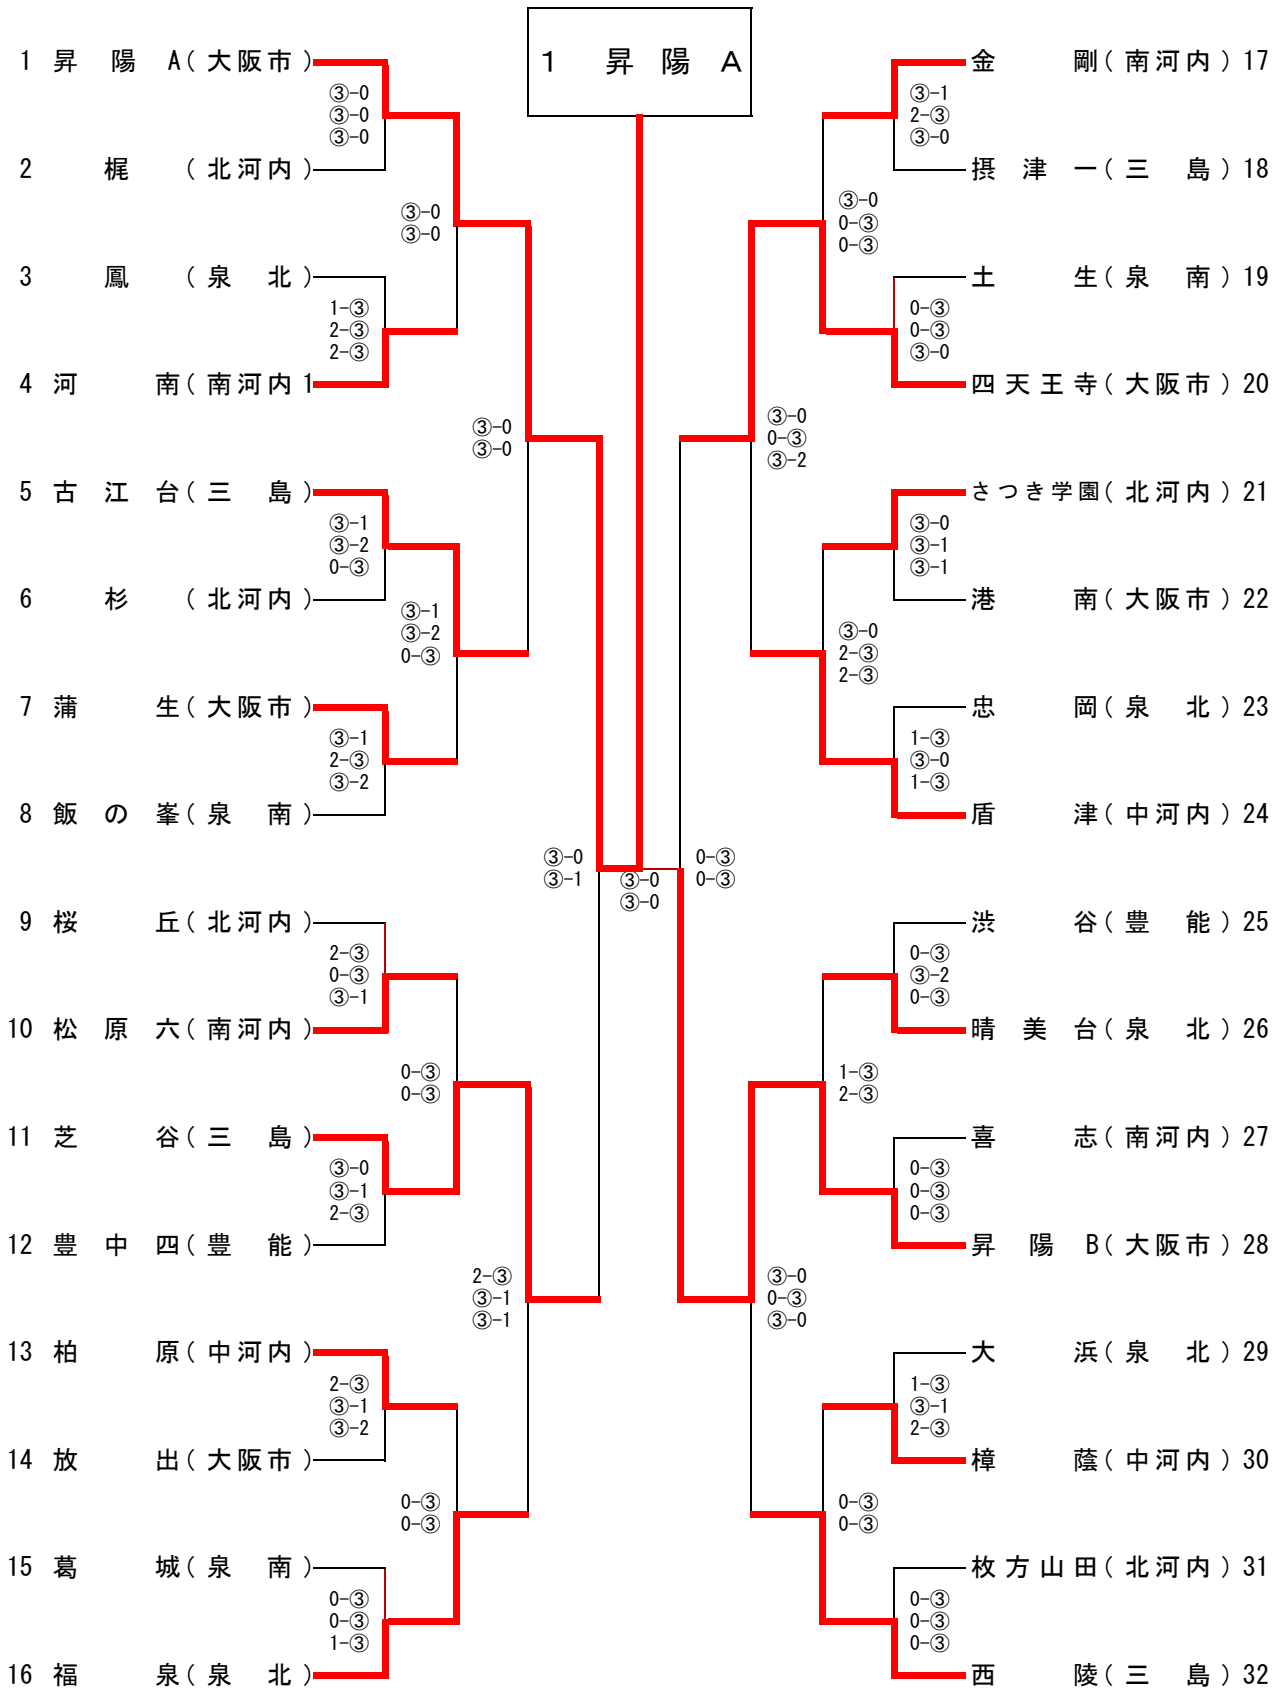 1 昇陽A
1 昇陽A(大阪市)
③-0
③-0
③-0
2 梶(北河内)
③-0
③-0
3 鳳(泉北)
1-③
2-③
2-③
4 河南(南河内1
③-0
③-0
5 古江台(三島)
③-1
③-2
0-③
6 杉(北河内)
③-1
③-2
0-③
7 蒲生(大阪市)
③-1
2-③
③-2
8 飯の峯(泉南)
③-0
③-1
9 桜丘(北河内)
2-③
0-③
③-1
10 松原六(南河内)
0-③
0-③
11 芝谷(三島)
③-0
③-1
2-③
12 豊中四(豊能)
2-③
③-1
③-1
13 柏原(中河内)
2-③
③-1
③-2
14 放出(大阪市)
0-③
0-③
15 葛城(泉南)
0-③
0-③
1-③
16 福泉(泉北)
③-0
③-0
金剛(南河内)17
③-1
2-③
③-0
摂津一(三島)18
③-0
0-③
0-③
土生(泉南)19
0-③
0-③
③-0
四天王寺(大阪市)20
③-0
0-③
③-2
さつき学園(北河内)21
③-0
③-1
③-1
港南(大阪市)22
③-0
2-③
2-③
忠岡(泉北)23
1-③
③-0
1-③
盾津(中河内)24
0-③
0-③
渋谷(豊能)25
0-③
③-2
0-③
晴美台(泉北)26
1-③
2-③
喜志(南河内)27
0-③
0-③
0-③
昇陽B(大阪市)28
③-0
0-③
③-0
大浜(泉北)29
1-③
③-1
2-③
樟蔭(中河内)30
0-③
0-③
枚方山田(北河内)31
0-③
0-③
0-③
西陵(三島)32